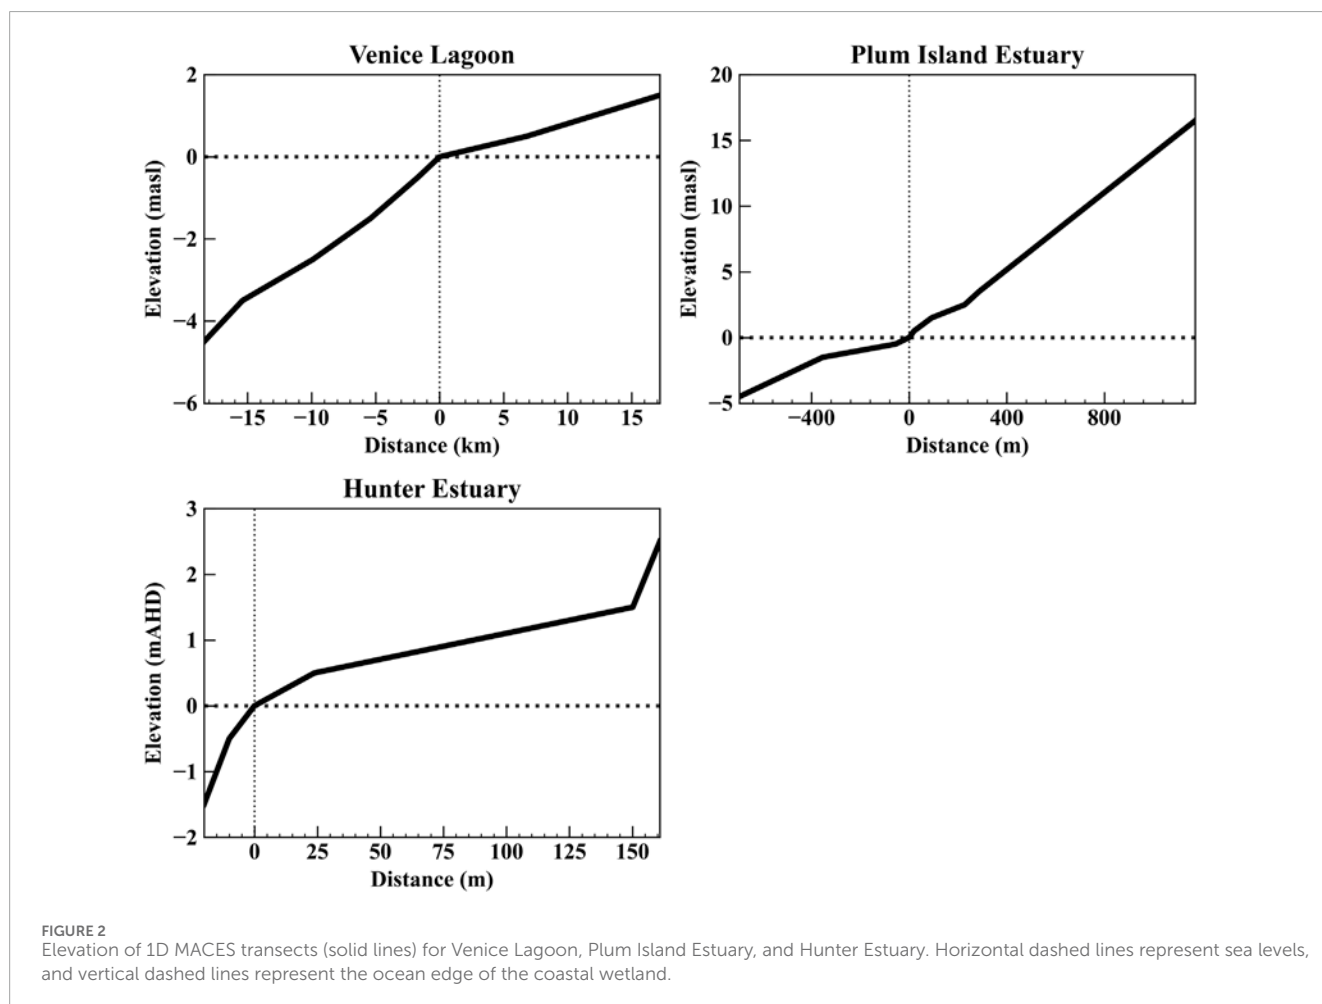 Venice Lagoon
2
0
−2
−4
−6
Elevation (masl)
−15 −10 −5 0 5 10 15
Distance (km)
Plum Island Estuary
20
15
10
5
0
−5
Elevation (masl)
−400 0 400 800
Distance (m)
Hunter Estuary
3
2
1
0
−1
−2
Elevation (mAHD)
0 25 50 75 100 125 150
Distance (m)
FIGURE 2
Elevation of 1D MACES transects (solid lines) for Venice Lagoon, Plum Island Estuary, and Hunter Estuary. Horizontal dashed lines represent sea levels,
and vertical dashed lines represent the ocean edge of the coastal wetland.